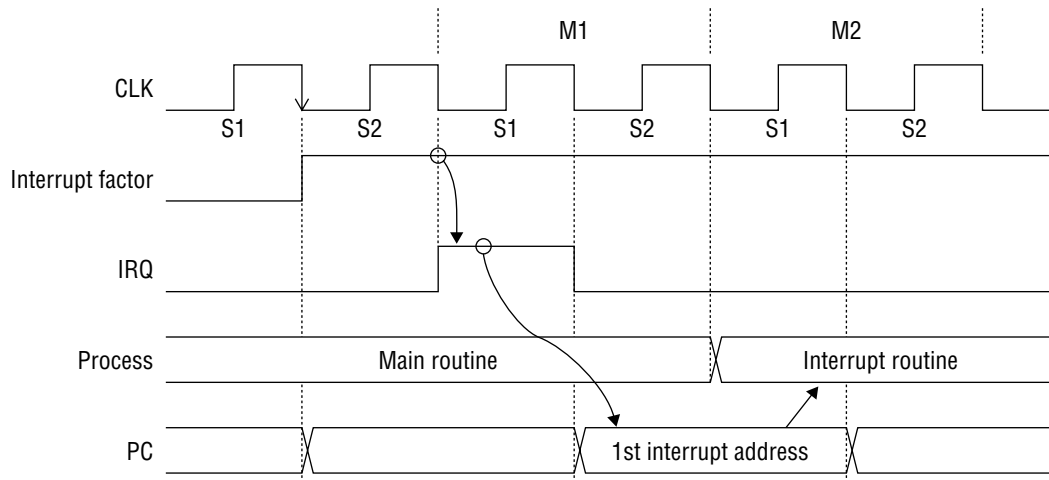 M1 M2
CLK
S1 S2 S1 S2 S1 S2
Interrupt factor
IRQ
Process Main routine Interrupt routine
PC 1st interrupt address